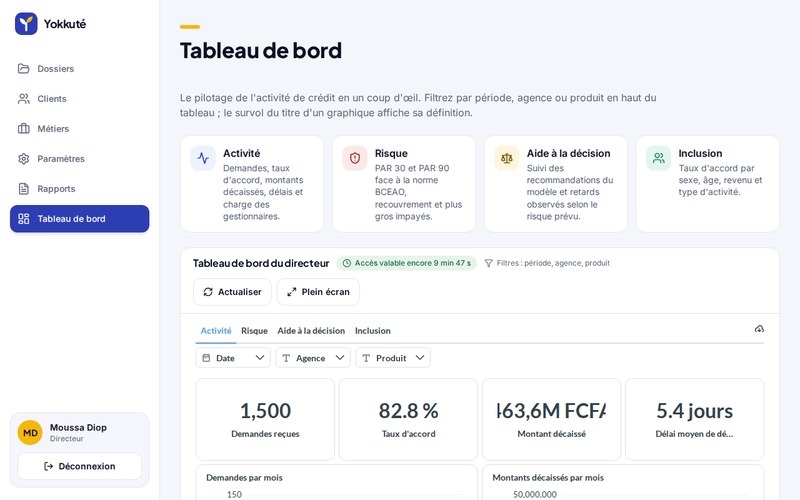 Yokkuté
Dossiers
Clients
Métiers
Paramètres
Rapports
Tableau de bord
MD
Moussa Diop
Directeur
Déconnexion
Tableau de bord
Le pilotage de l'activité de crédit en un coup d'œil. Filtrez par période, agence ou produit en haut du
tableau ; le survol du titre d'un graphique affiche sa définition.
Activité
Demandes, taux
d'accord, montants
décaissés, délais et
charge des
gestionnaires.
Risque
PAR 30 et PAR 90
face à la norme
BCEAO,
recouvrement et plus
gros impayés.
Aide à la décision
Suivi des
recommandations du
modèle et retards
observés selon le
risque prévu.
Inclusion
Taux d'accord par
sexe, âge, revenu et
type d'activité.
Tableau de bord du directeur
Accès valable encore 9 min 47 s
Filtres : période, agence, produit
Actualiser
Plein écran
Activité
Risque
Aide à la décision
Inclusion
Date
Agence
Produit
1,500
Demandes reçues
82.8 %
Taux d'accord
63,6M FCFA
Montant décaissé
5.4 jours
Délai moyen de dé...
Demandes par mois
150
Montants décaissés par mois
50,000,000